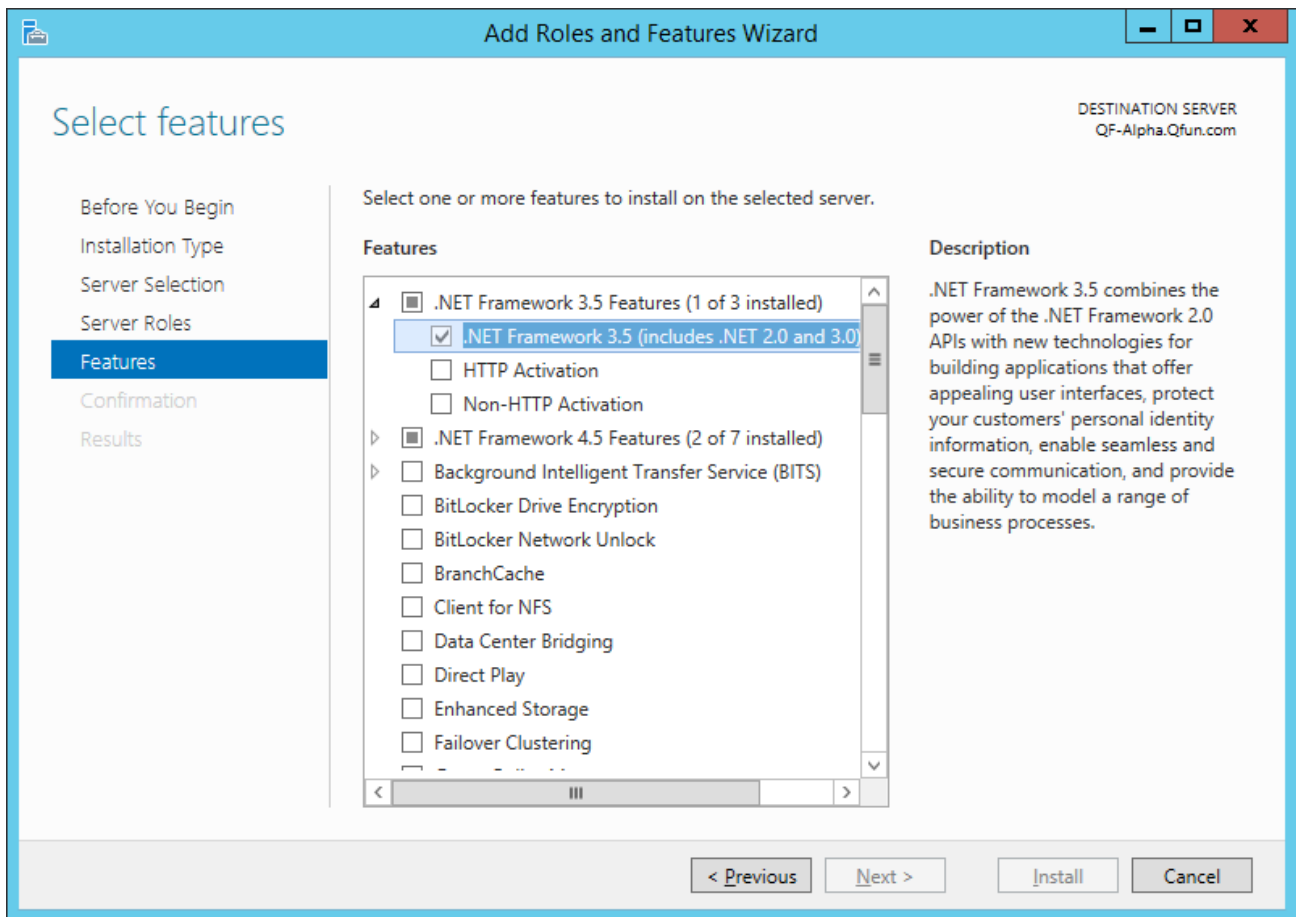 Add Roles and Features Wizard
Select features
DESTINATION SERVER
QF-Alpha.Qfun.com
Before You Begin
Installation Type
Server Selection
Server Roles
Features
Confirmation
Results
Select one or more features to install on the selected server.
Features
.NET Framework 3.5 Features (1 of 3 installed)
.NET Framework 3.5 (includes .NET 2.0 and 3.0)
HTTP Activation
Non-HTTP Activation
.NET Framework 4.5 Features (2 of 7 installed)
Background Intelligent Transfer Service (BITS)
BitLocker Drive Encryption
BitLocker Network Unlock
BranchCache
Client for NFS
Data Center Bridging
Direct Play
Enhanced Storage
Failover Clustering
Description
.NET Framework 3.5 combines the
power of the .NET Framework 2.0
APIs with new technologies for
building applications that offer
appealing user interfaces, protect
your customers' personal identity
information, enable seamless and
secure communication, and provide
the ability to model a range of
business processes.
< Previous
Next >
Install
Cancel